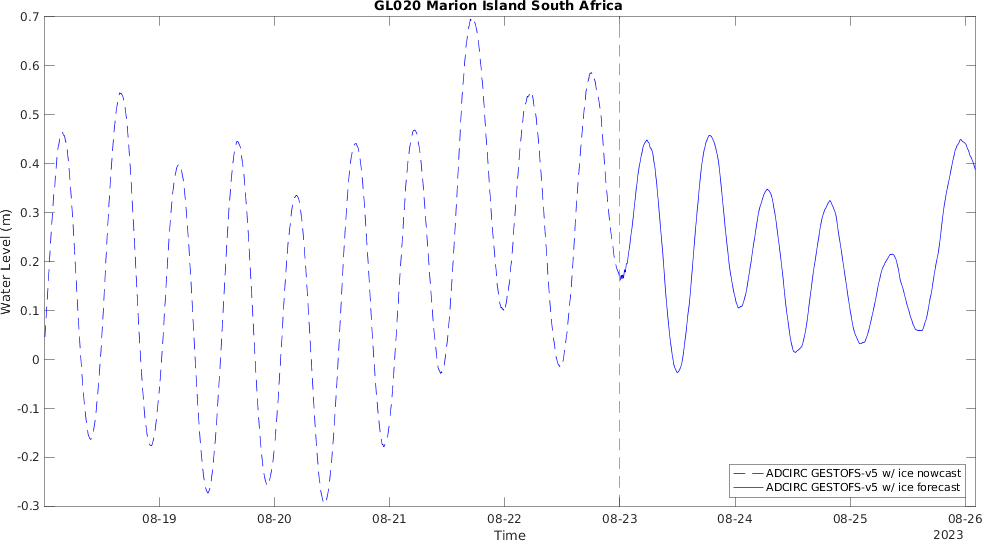 GL020 Marion Island South Africa
0.7
0.6
0.5
0.4
0.3
0.2
0.1
0
-0.1
-0.2
-0.3
Water Level (m)
08-19 08-20 08-21 08-22 08-23 08-24 08-25 08-26
2023
Time
ADCIRC GESTOFS-v5 w/ ice nowcast
ADCIRC GESTOFS-v5 w/ ice forecast